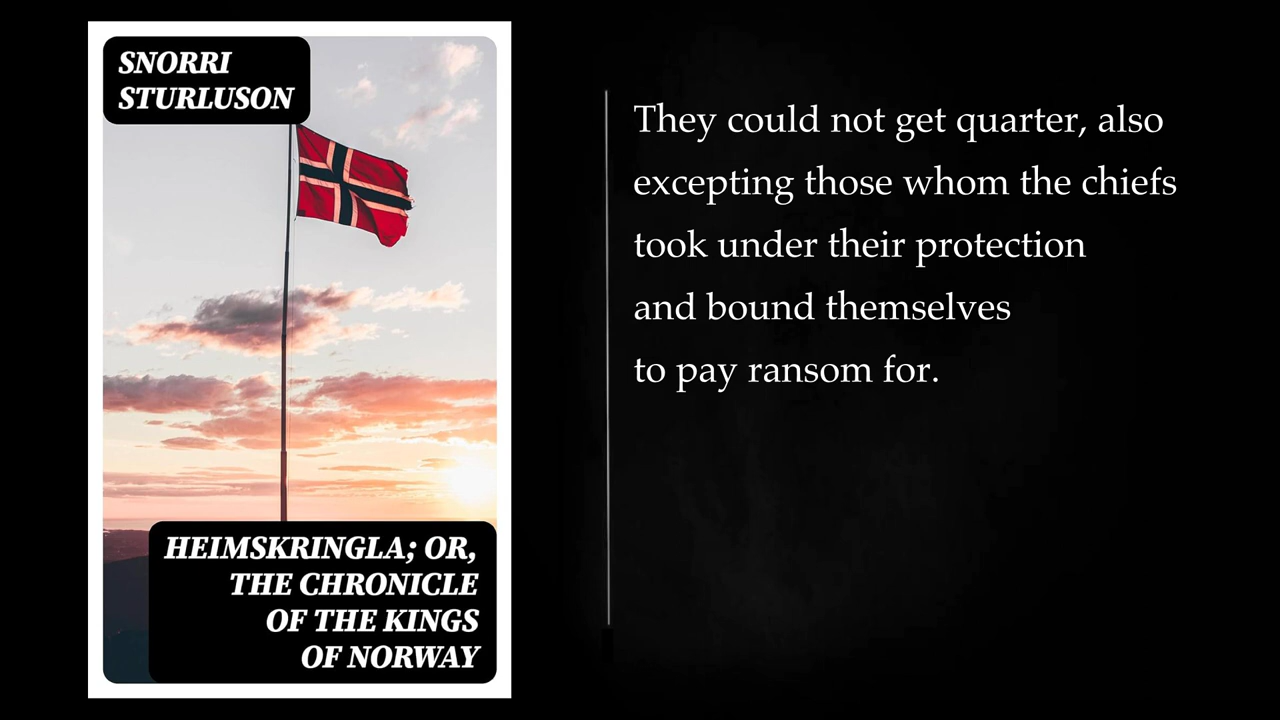 SNORRI
STURLUSON
HEIMSKRINGLA; OR,
THE CHRONICLE
OF THE KINGS
OF NORWAY
They could not get quarter, also
excepting those whom the chiefs
took under their protection
and bound themselves
to pay ransom for.